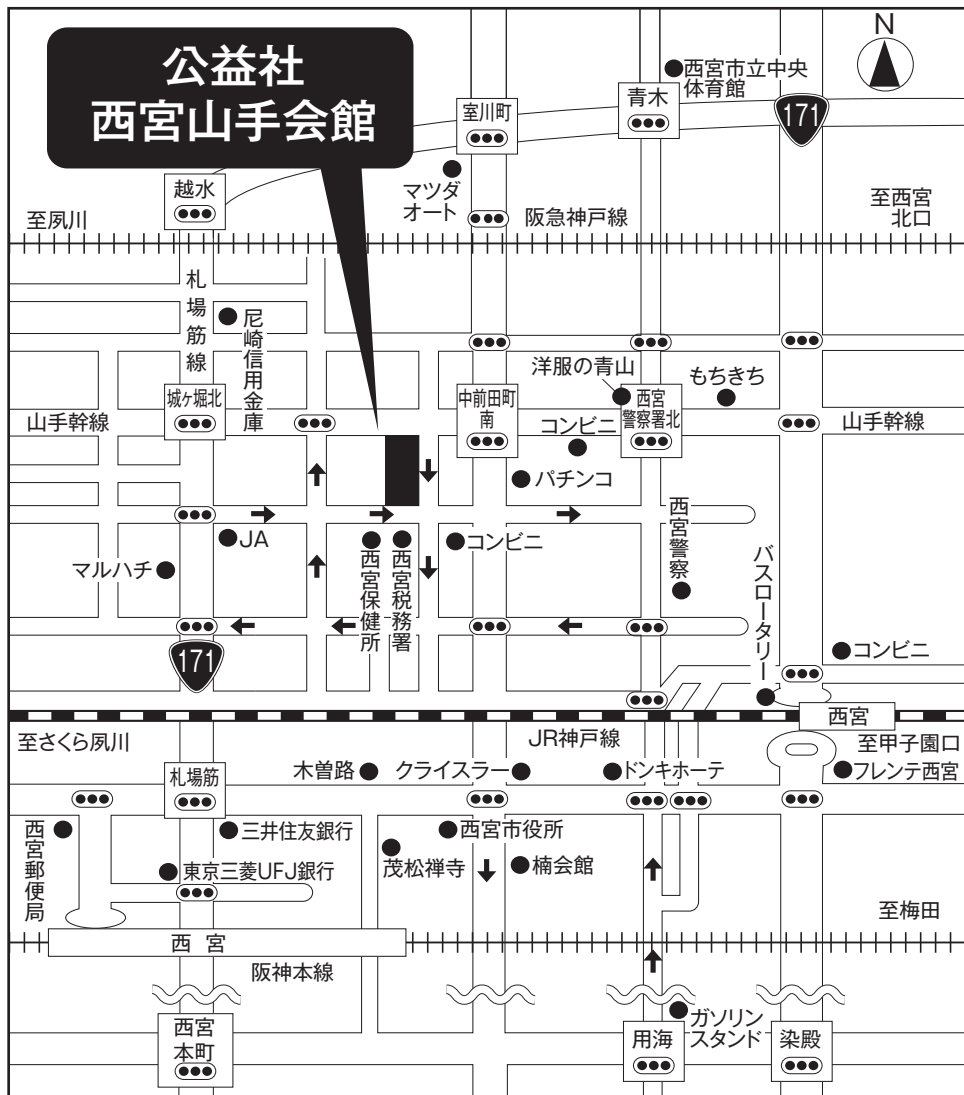 公益社
西宮山手会館
N
西宮市立中央
体育館
室川町
青木
171
越水
マツダ
オート
至夙川
阪急神戸線
至西宮
北口
札場筋線
尼崎信用金庫
洋服の青山
もちきち
山手幹線
城ヶ堀北
中前田町
南
コンビニ
西宮
警察署北
山手幹線
パチンコ
JA
西宮保健所
西宮税務署
コンビニ
西宮警察
マルハチ
バスロータリー
171
コンビニ
西宮
至さくら夙川
JR神戸線
至甲子園口
木曽路
クライスラー
ドンキホーテ
フレンテ西宮
札場筋
西宮郵便局
三井住友銀行
西宮市役所
東京三菱UFJ銀行
茂松禅寺
楠会館
至梅田
西宮
阪神本線
西宮
本町
ガソリン
スタンド
用海
染殿